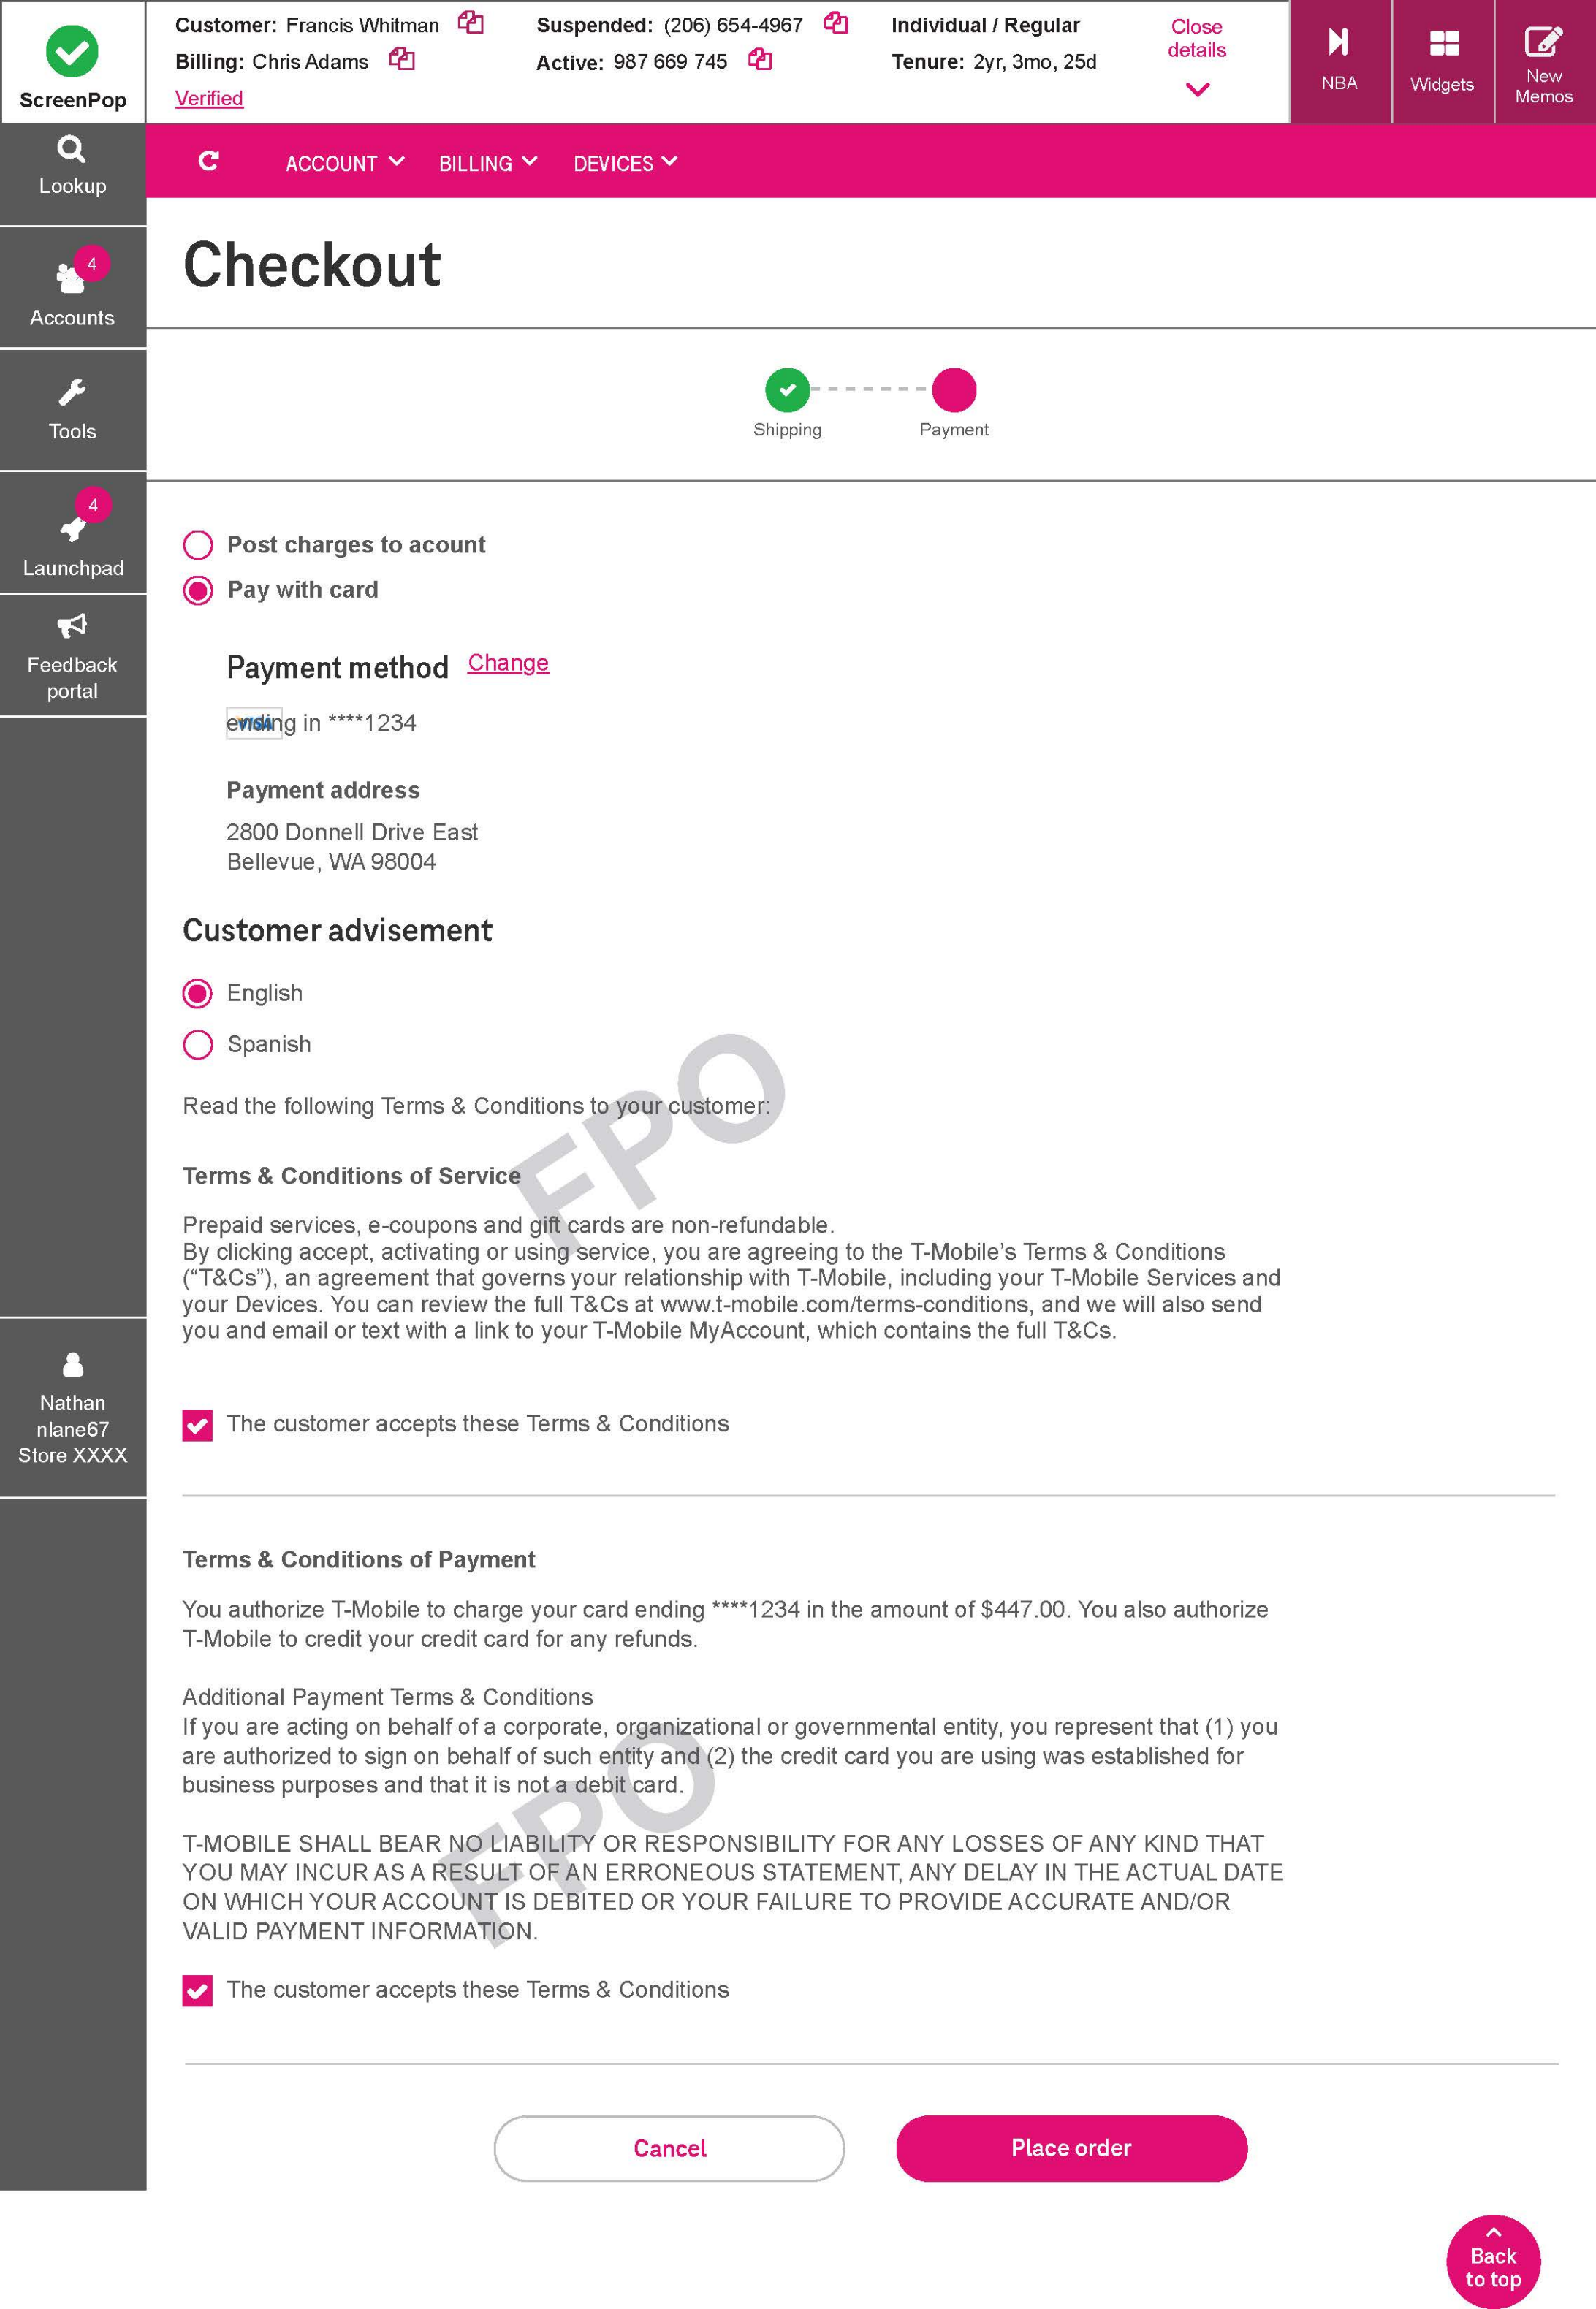 ScreenPop
Customer: Francis Whitman
Billing: Chris Adams
Verified
Suspended: (206) 654-4967
Active: 987 669 745
Individual / Regular
Tenure: 2yr, 3mo, 25d
Close
details
NBA
Widgets
New
Memos
Lookup
4
Accounts
Tools
4
Launchpad
Feedback
portal
Nathan
nlane67
Store XXXX
ACCOUNT
BILLING
DEVICES
Checkout
Shipping
Payment
Post charges to acount
Pay with card
Payment method Change
VISA
ending in ****1234
Payment address
2800 Donnell Drive East
Bellevue, WA 98004
Customer advisement
English
Spanish
FPO
Read the following Terms & Conditions to your customer:
Terms & Conditions of Service
Prepaid services, e-coupons and gift cards are non-refundable.
By clicking accept, activating or using service, you are agreeing to the T-Mobile’s Terms & Conditions
(“T&Cs”), an agreement that governs your relationship with T-Mobile, including your T-Mobile Services and
your Devices. You can review the full T&Cs at www.t-mobile.com/terms-conditions, and we will also send
you and email or text with a link to your T-Mobile MyAccount, which contains the full T&Cs.
The customer accepts these Terms & Conditions
Terms & Conditions of Payment
You authorize T-Mobile to charge your card ending ****1234 in the amount of $447.00. You also authorize
T-Mobile to credit your credit card for any refunds.
Additional Payment Terms & Conditions
If you are acting on behalf of a corporate, organizational or governmental entity, you represent that (1) you
are authorized to sign on behalf of such entity and (2) the credit card you are using was established for
business purposes and that it is not a debit card.
FPO
T-MOBILE SHALL BEAR NO LIABILITY OR RESPONSIBILITY FOR ANY LOSSES OF ANY KIND THAT
YOU MAY INCUR AS A RESULT OF AN ERRONEOUS STATEMENT, ANY DELAY IN THE ACTUAL DATE
ON WHICH YOUR ACCOUNT IS DEBITED OR YOUR FAILURE TO PROVIDE ACCURATE AND/OR
VALID PAYMENT INFORMATION.
The customer accepts these Terms & Conditions
Cancel
Place order
Back
to top